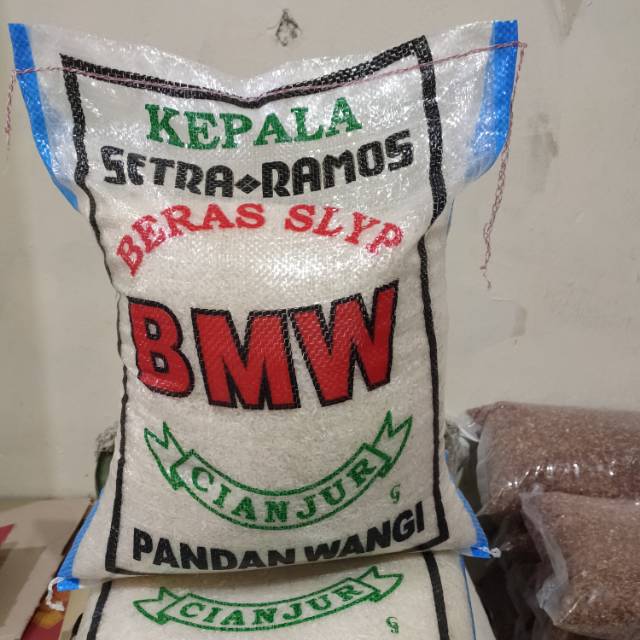 KEPALA
SETRA◆RAMOS
BERAS SLYP
BMW
CIANJUR
G
PANDAN WANGI
CIANJUR
G